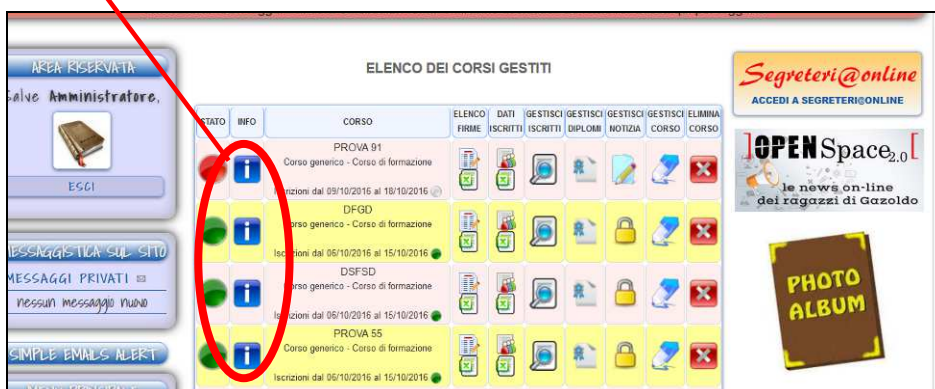 AREA RISERVATA
Salve Amministratore,
ESCI
MESSAGGISTICA SUL SITO
MESSAGGI PRIVATI
nessun messaggio nuovo
SIMPLE EMAILS ALERT
ELENCO DEI CORSI GESTITI
STATO INFO CORSO ELENCO FIRME DATI ISCRITTI GESTISCI ISCRITTI GESTISCI DIPLOMI GESTISCI NOTIZIA GESTISCI CORSO ELIMINA CORSO
PROVA 91
Corso generico - Corso di formazione
Iscrizioni dal 09/10/2016 al 18/10/2016
DFGD
Corso generico - Corso di formazione
Iscrizioni dal 06/10/2016 al 15/10/2016
DSFSD
Corso generico - Corso di formazione
Iscrizioni dal 06/10/2016 al 15/10/2016
PROVA 55
Corso generico - Corso di formazione
Iscrizioni dal 06/10/2016 al 15/10/2016
Segreteri@online
ACCEDI A SEGRETERI@ONLINE
]OPEN Space2.0[
le news on-line
dei ragazzi di Gazoldo
PHOTO
ALBUM